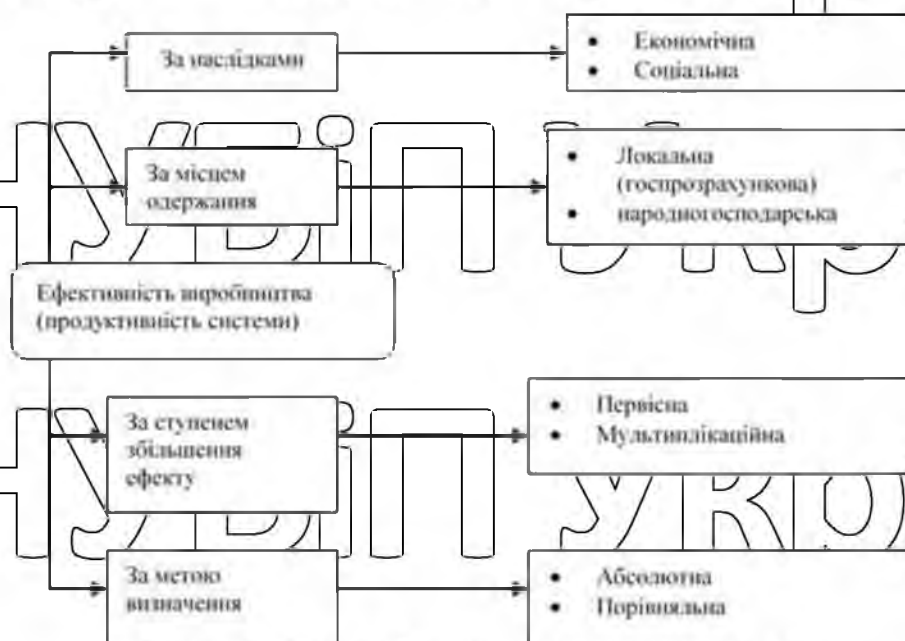 За наслідками
• Економічна
• Соціальна
За місцем
одержання
• Локальна
(госпрозрахункова)
• народногосподарська
Ефективність виробництва
(продуктивність системи)
За ступенем
збільшення
ефекту
• Первісна
• Мультиплікаційна
За метою
визначення
• Абсолютна
• Порівняльна